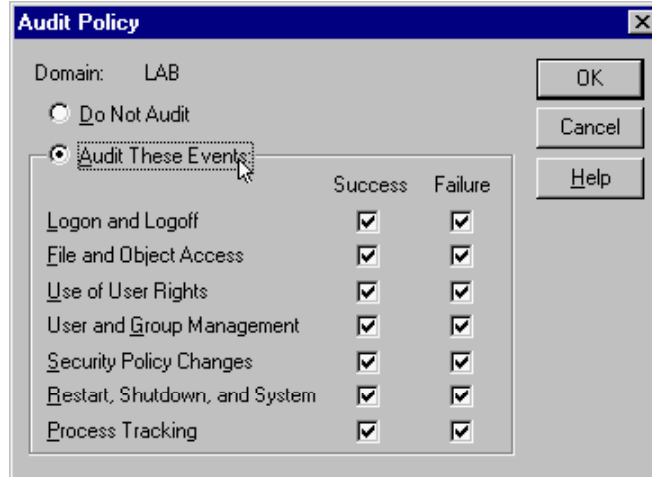 Audit Policy
Domain: LAB
OK
Do Not Audit
Cancel
Audit These Events:
Help
Success Failure
Logon and Logoff
File and Object Access
Use of User Rights
User and Group Management
Security Policy Changes
Restart, Shutdown, and System
Process Tracking